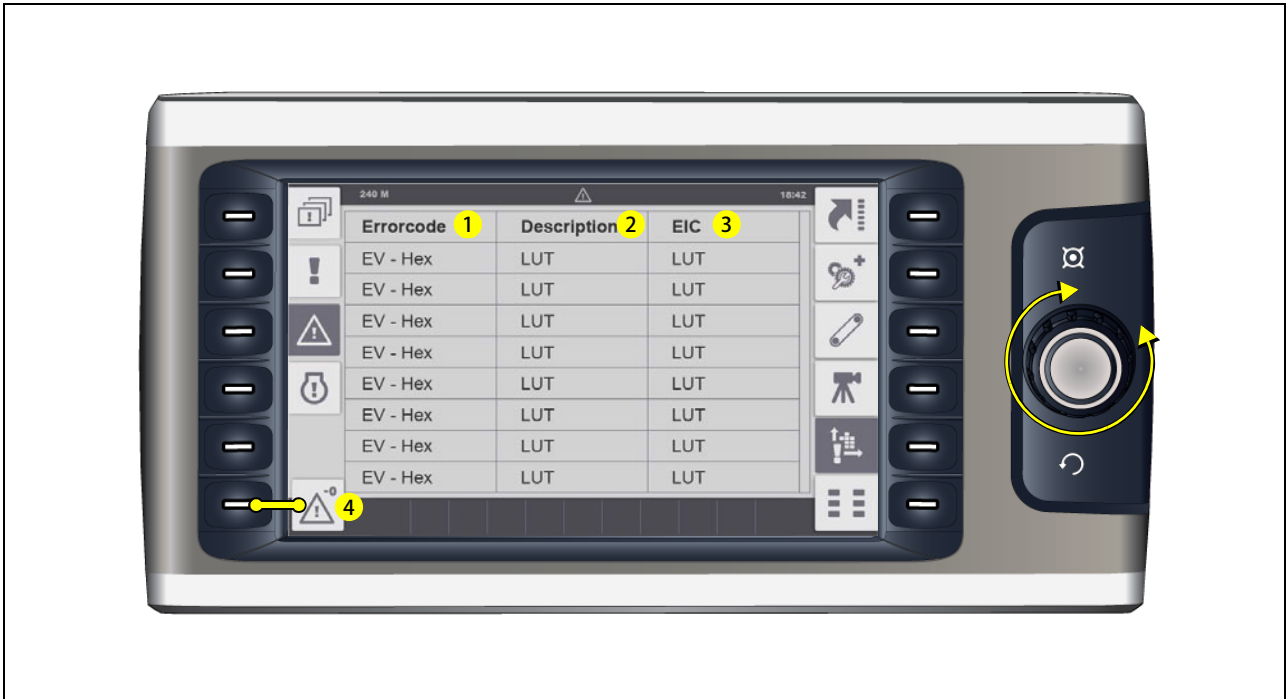 240 M 18:42
Errorcode 1 Description 2 EIC 3
EV - Hex LUT LUT
EV - Hex LUT LUT
EV - Hex LUT LUT
EV - Hex LUT LUT
EV - Hex LUT LUT
EV - Hex LUT LUT
EV - Hex LUT LUT
EV - Hex LUT LUT
-0 4